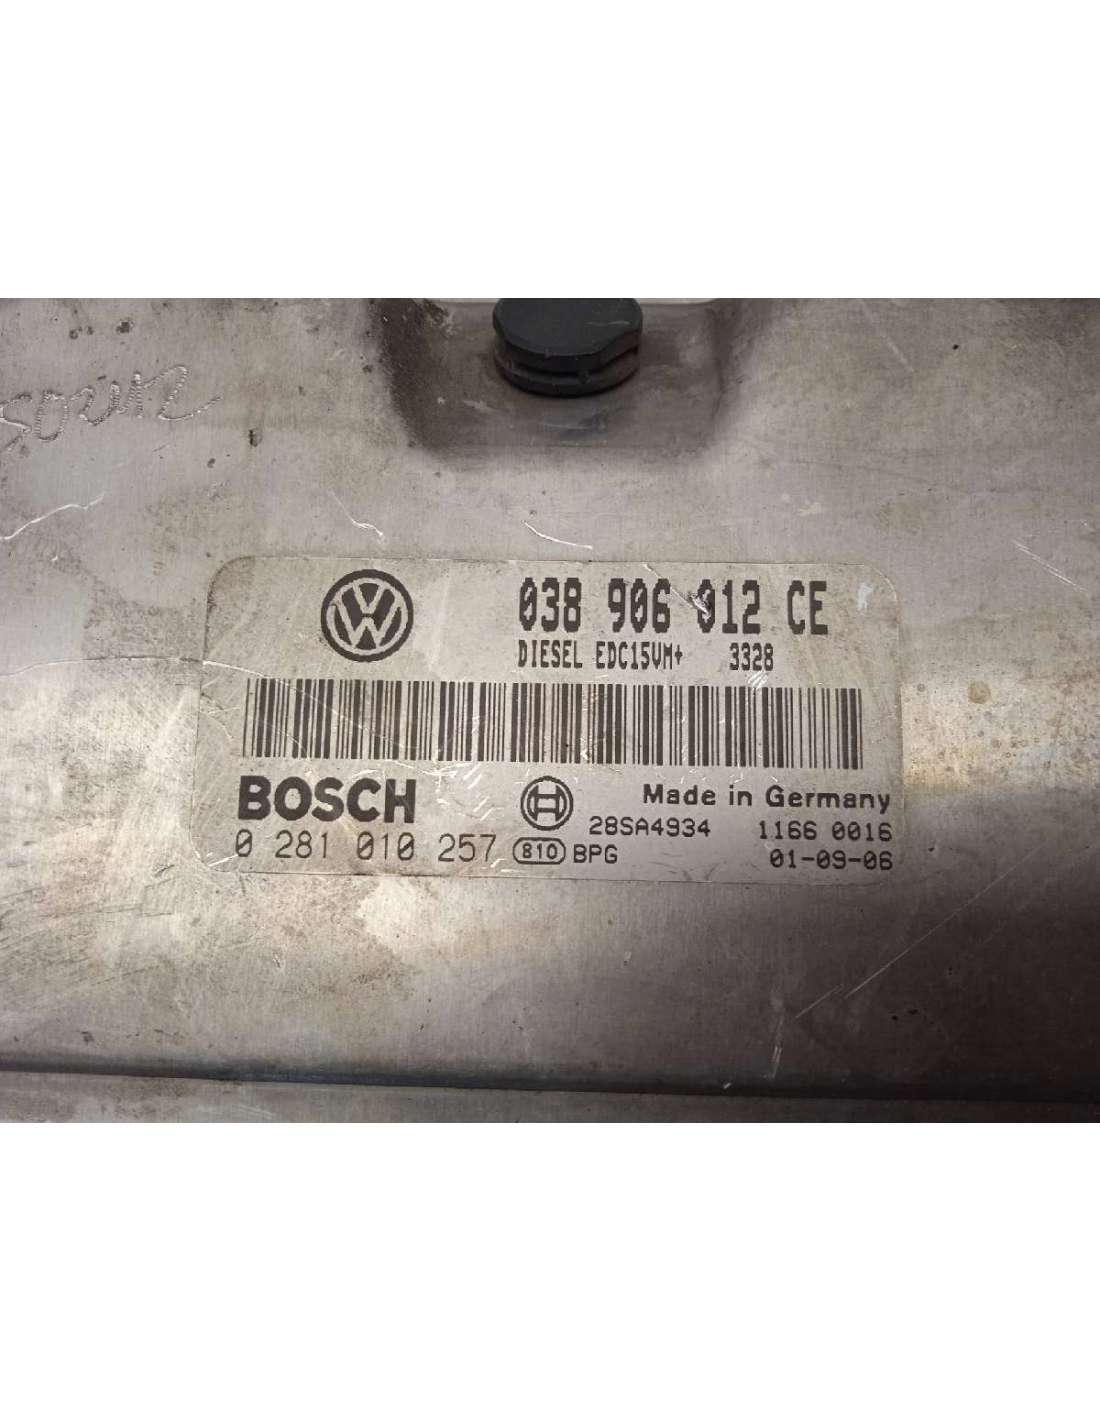 VW
038 906 012 CE
DIESEL EDC15VM+ 3328
BOSCH
Made in Germany
0 281 010 257
28SA4934 1166 0016
810 BPG 01-09-06